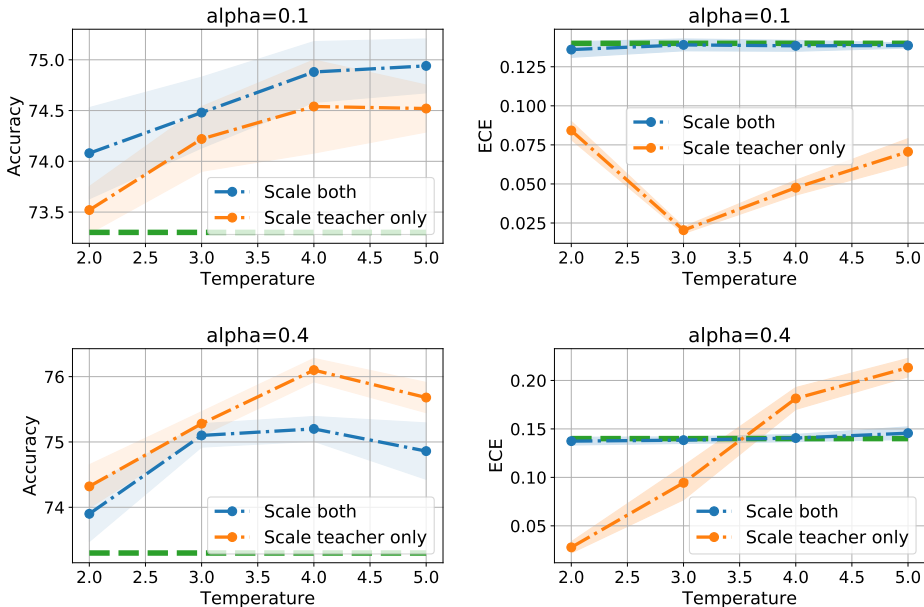 alpha=0.1
75.0
74.5
74.0
73.5
Accuracy
Scale both
Scale teacher only
2.0 2.5 3.0 3.5 4.0 4.5 5.0
Temperature
alpha=0.1
0.125
0.100
0.075
0.050
0.025
ECE
Scale both
Scale teacher only
2.0 2.5 3.0 3.5 4.0 4.5 5.0
Temperature
alpha=0.4
76
75
74
Accuracy
Scale both
Scale teacher only
2.0 2.5 3.0 3.5 4.0 4.5 5.0
Temperature
alpha=0.4
0.20
0.15
0.10
0.05
ECE
Scale both
Scale teacher only
2.0 2.5 3.0 3.5 4.0 4.5 5.0
Temperature